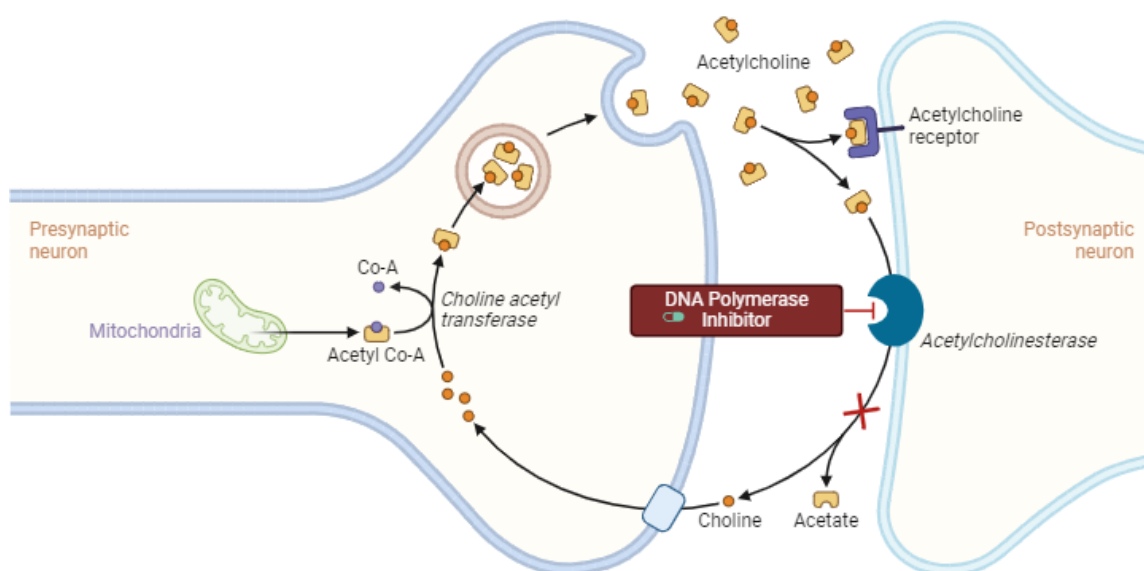 Acetylcholine
Acetylcholine
receptor
Presynaptic
neuron
Postsynaptic
neuron
Co-A
Choline acetyl
transferase
DNA Polymerase
Inhibitor
Mitochondria
Acetyl Co-A
Acetylcholinesterase
Choline
Acetate